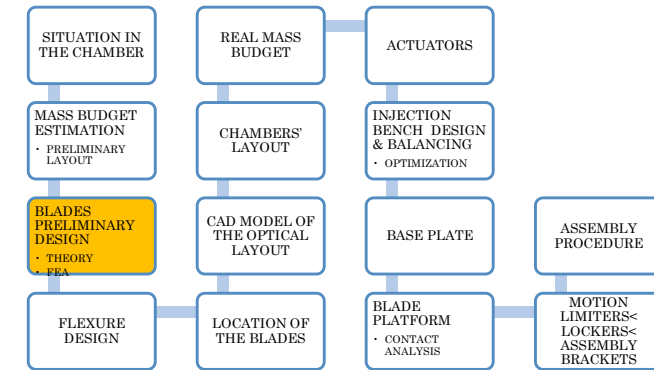 SITUATION IN
THE CHAMBER
MASS BUDGET
ESTIMATION
• PRELIMINARY
LAYOUT
BLADES
PRELIMINARY
DESIGN
• THEORY
• FEA
FLEXURE
DESIGN
LOCATION OF
THE BLADES
CAD MODEL OF
THE OPTICAL
LAYOUT
CHAMBERS'
LAYOUT
REAL MASS
BUDGET
ACTUATORS
INJECTION
BENCH DESIGN
& BALANCING
• OPTIMIZATION
BASE PLATE
BLADE
PLATFORM
• CONTACT
ANALYSIS
MOTION
LIMITERS<
LOCKERS<
ASSEMBLY
BRACKETS
ASSEMBLY
PROCEDURE